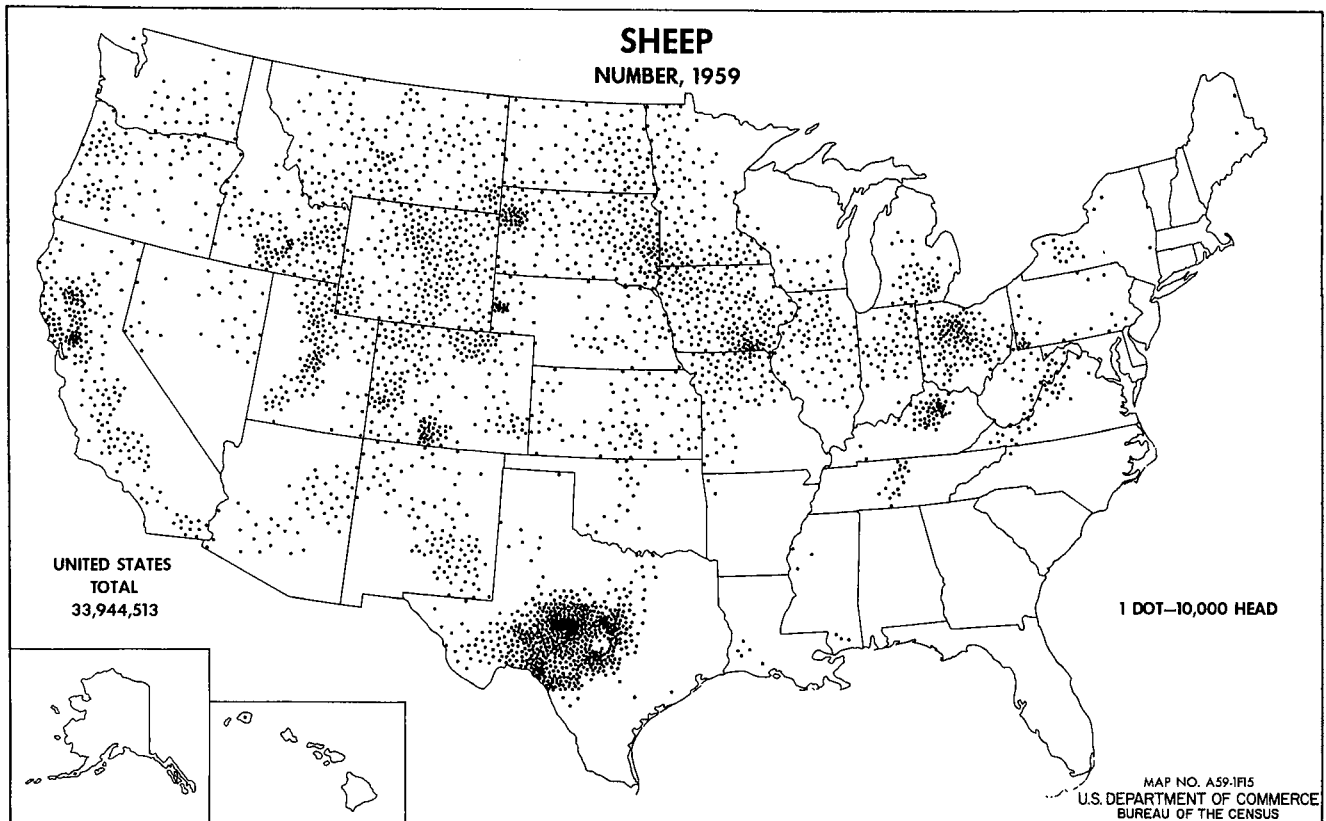 SHEEP
NUMBER, 1959
UNITED STATES
TOTAL
33,944,513
1 DOT—10,000 HEAD
MAP NO. A59-1F15
U.S. DEPARTMENT OF COMMERCE
BUREAU OF THE CENSUS